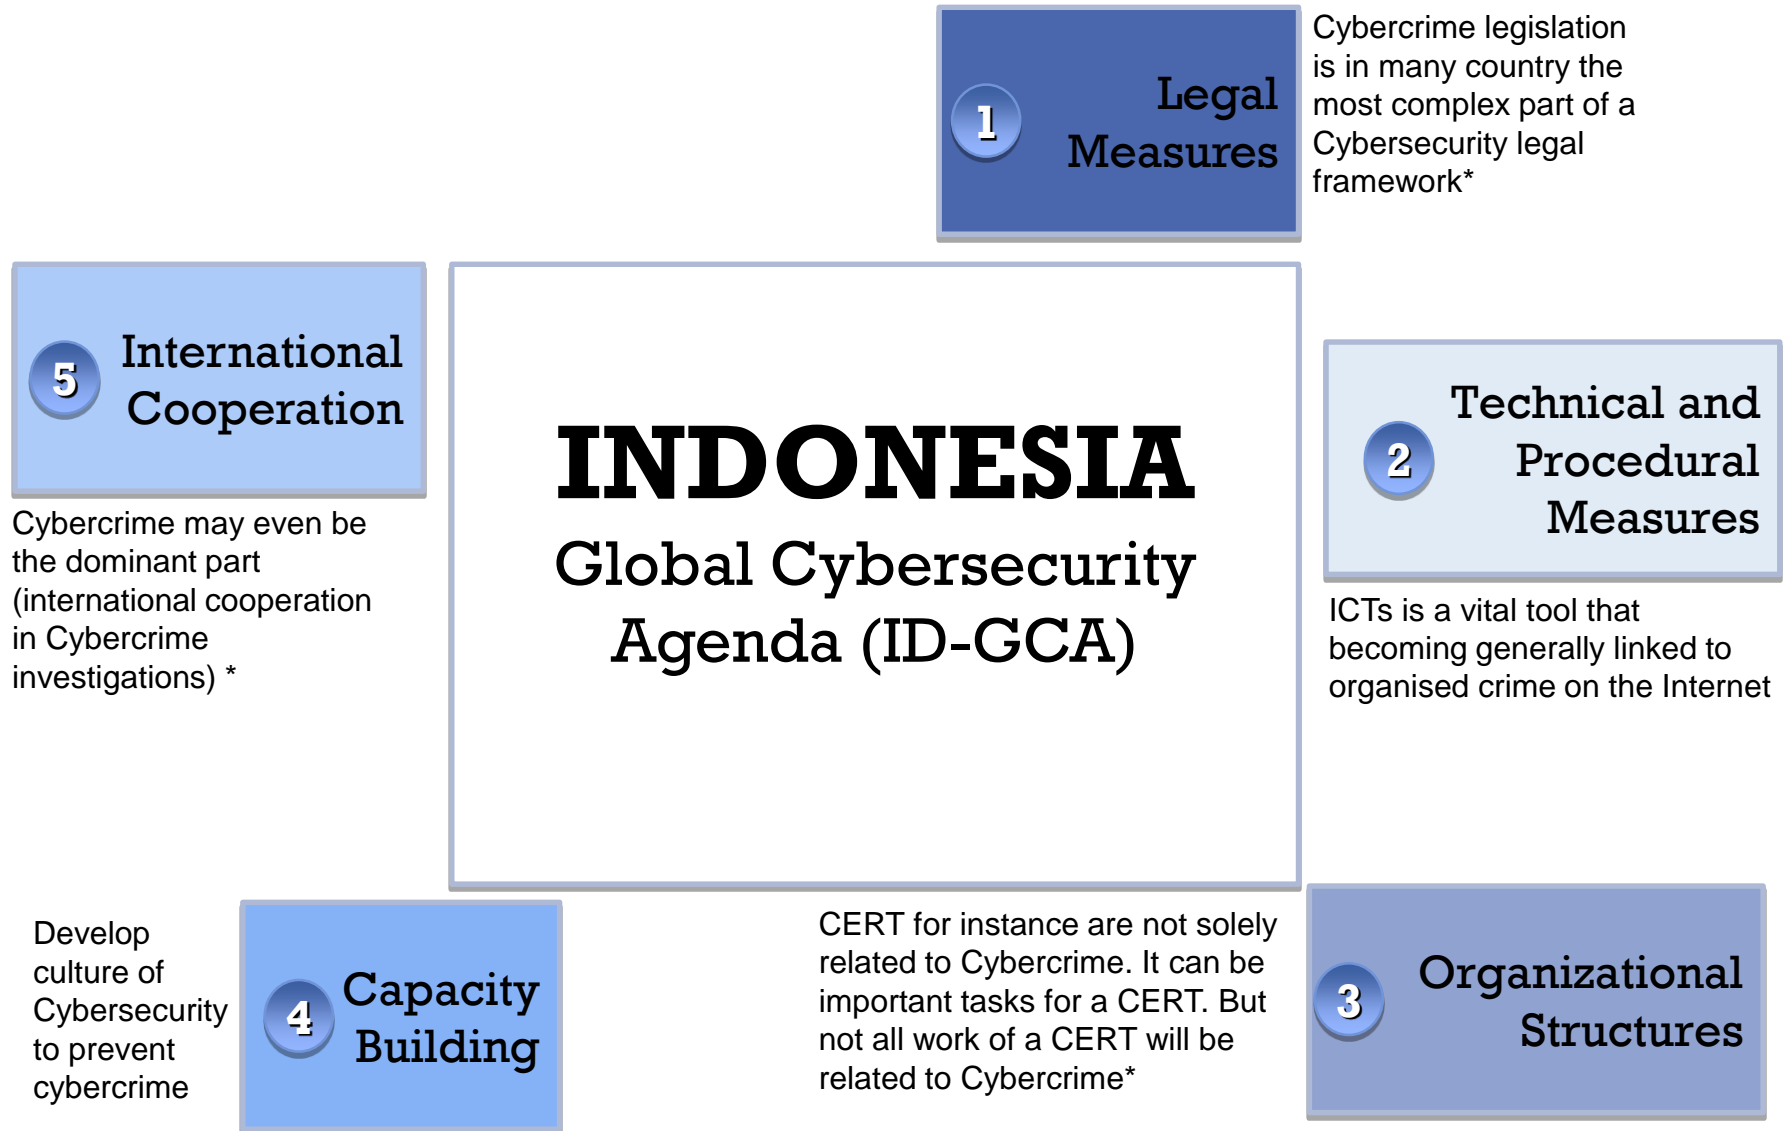 1
Legal
Measures
Cybercrime legislation
is in many country the
most complex part of a
Cybersecurity legal
framework*
5
International
Cooperation
Cybercrime may even be
the dominant part
(international cooperation
in Cybercrime
investigations) *
INDONESIA
Global Cybersecurity
Agenda (ID-GCA)
2
Technical and
Procedural
Measures
ICTs is a vital tool that
becoming generally linked to
organised crime on the Internet
Develop
culture of
Cybersecurity
to prevent
cybercrime
4
Capacity
Building
CERT for instance are not solely
related to Cybercrime. It can be
important tasks for a CERT. But
not all work of a CERT will be
related to Cybercrime*
3
Organizational
Structures